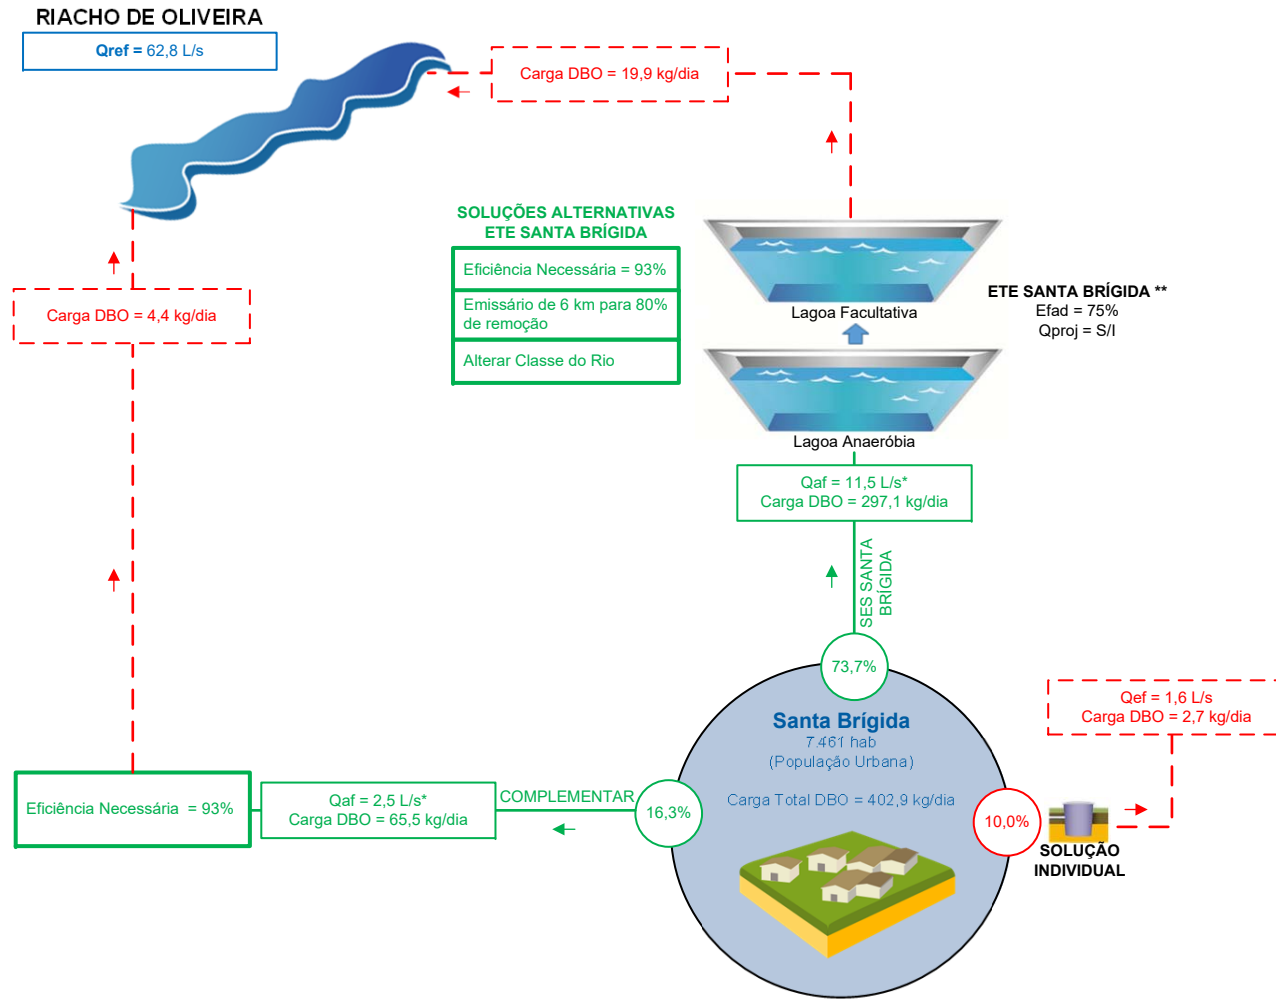 RIACHO DE OLIVEIRA
Qref = 62,8 L/s
Carga DBO = 19,9 kg/dia
SOLUÇÕES ALTERNATIVAS
ETE SANTA BRÍGIDA
Eficiência Necessária = 93%
Emissário de 6 km para 80%
de remoção
Alterar Classe do Rio
Lagoa Facultativa
ETE SANTA BRÍGIDA **
Efad = 75%
Qproj = S/I
Carga DBO = 4,4 kg/dia
Lagoa Anaeróbia
Qaf = 11,5 L/s*
Carga DBO = 297,1 kg/dia
SES SANTA
BRÍGIDA
73,7%
Santa Brígida
7.461 hab
(População Urbana)
Carga Total DBO = 402,9 kg/dia
Qef = 1,6 L/s
Carga DBO = 2,7 kg/dia
Eficiência Necessária = 93%
Qaf = 2,5 L/s*
Carga DBO = 65,5 kg/dia
COMPLEMENTAR
16,3%
10,0%
SOLUÇÃO
INDIVIDUAL